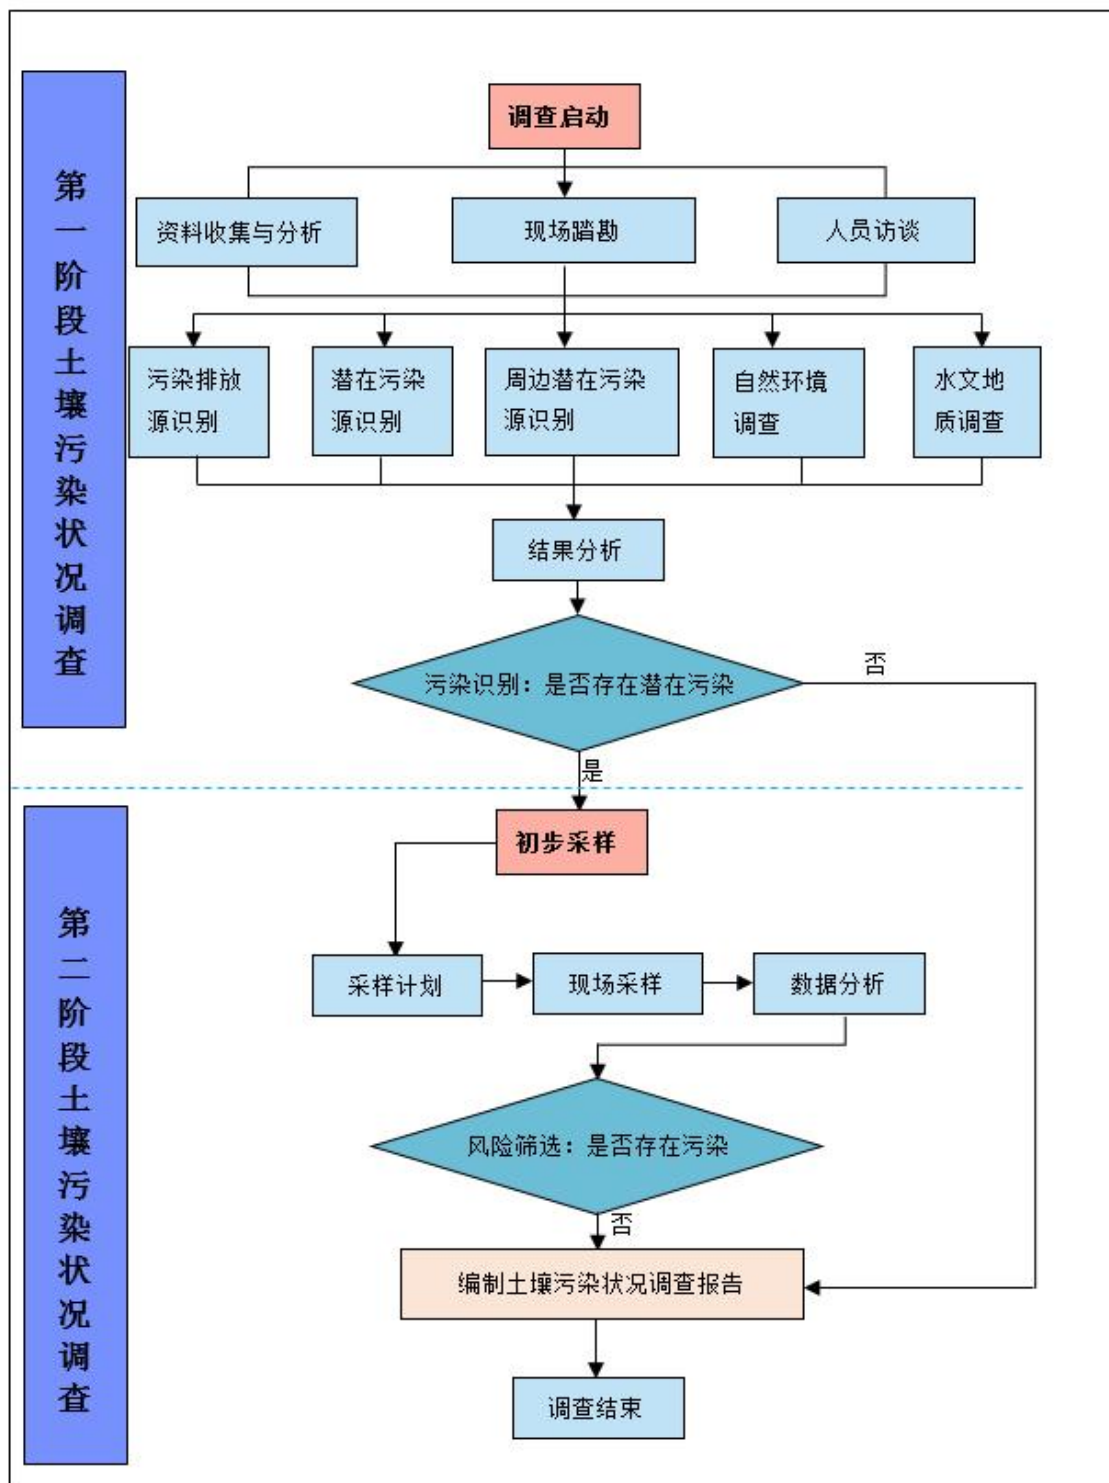 第一阶段土壤污染状况调查
调查启动
资料收集与分析
现场踏勘
人员访谈
污染排放
源识别
潜在污染
源识别
周边潜在污染
源识别
自然环境
调查
水文地
质调查
结果分析
污染识别：是否存在潜在污染
否
是
第二阶段土壤污染状况调查
初步采样
采样计划
现场采样
数据分析
风险筛选：是否存在污染
否
编制土壤污染状况调查报告
调查结束